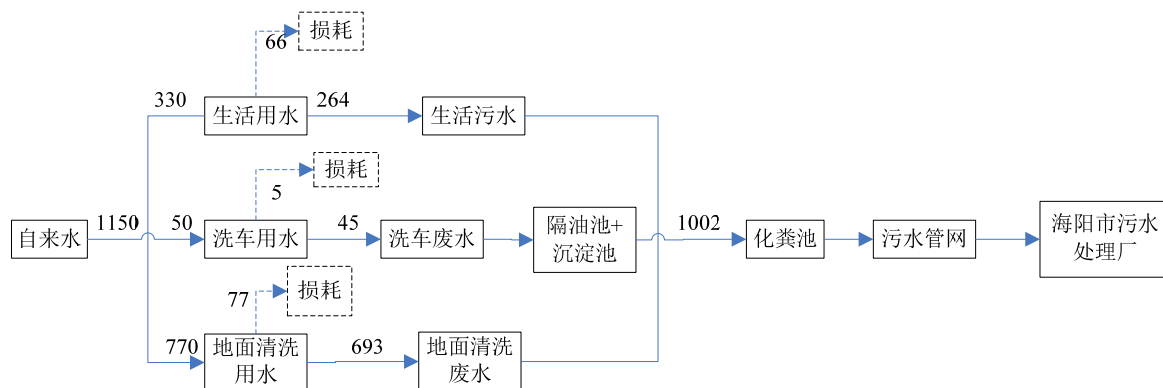 损耗
66
330
生活用水
264
生活污水
损耗
5
自来水
1150
50
洗车用水
45
洗车废水
隔油池+
沉淀池
1002
化粪池
污水管网
海阳市污水
处理厂
损耗
77
770
地面清洗
用水
693
地面清洗
废水